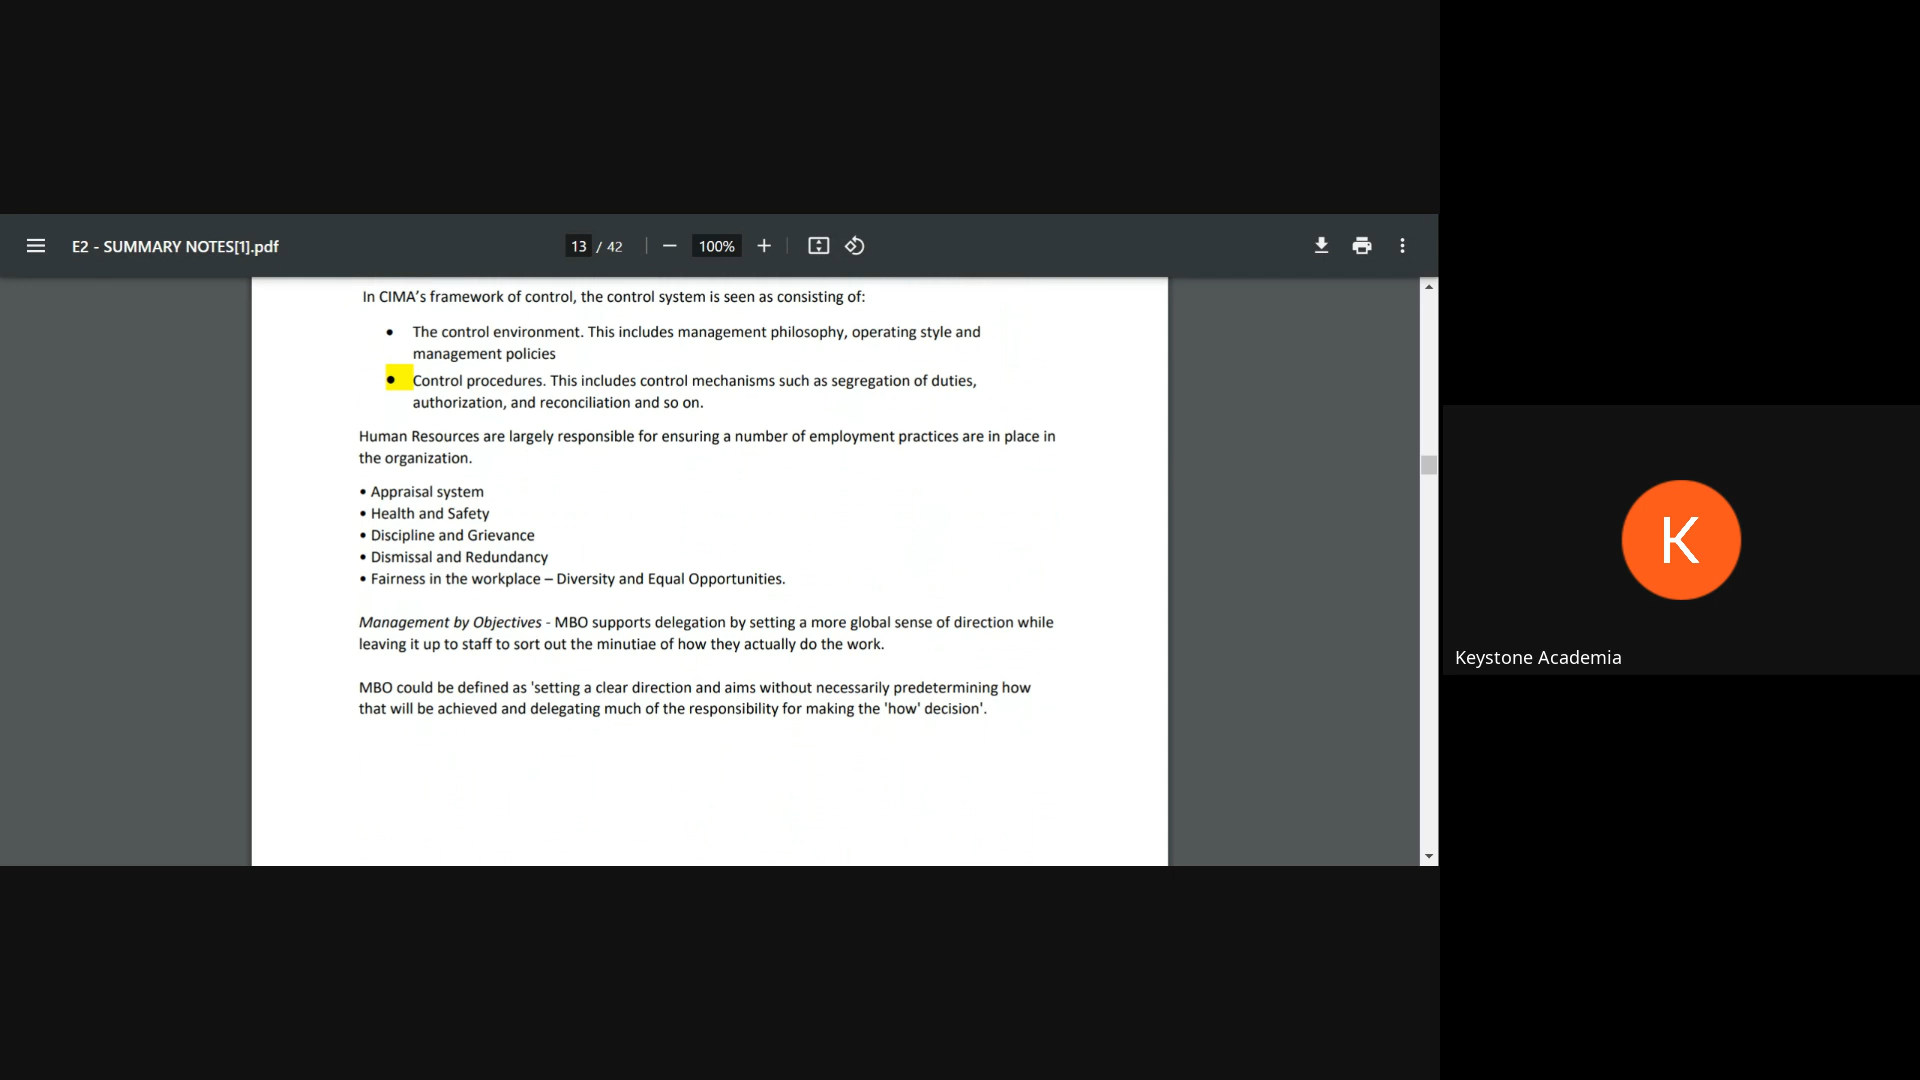 E2 - SUMMARY NOTES[1].pdf
13 / 42
100%
In CIMA's framework of control, the control system is seen as consisting of:
• The control environment. This includes management philosophy, operating style and
management policies
• Control procedures. This includes control mechanisms such as segregation of duties,
authorization, and reconciliation and so on.
Human Resources are largely responsible for ensuring a number of employment practices are in place in
the organization.
• Appraisal system
• Health and Safety
• Discipline and Grievance
• Dismissal and Redundancy
• Fairness in the workplace – Diversity and Equal Opportunities.
Management by Objectives - MBO supports delegation by setting a more global sense of direction while
leaving it up to staff to sort out the minutiae of how they actually do the work.
MBO could be defined as 'setting a clear direction and aims without necessarily predetermining how
that will be achieved and delegating much of the responsibility for making the 'how' decision'.
K
Keystone Academia